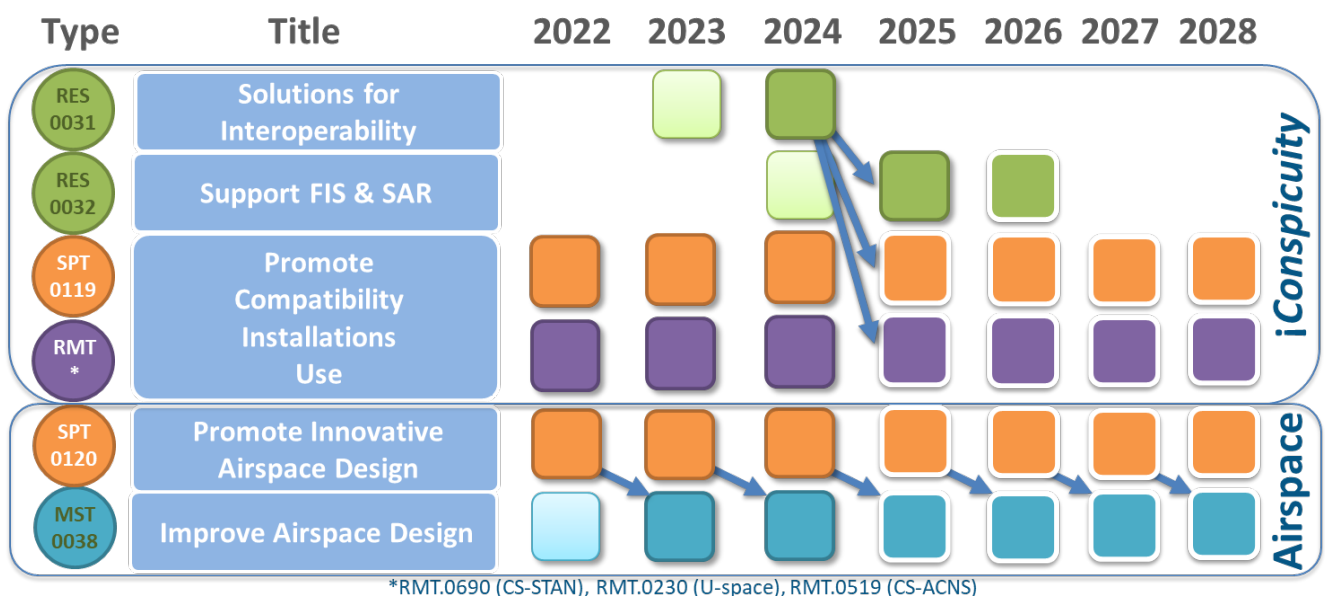 Type Title 2022 2023 2024 2025 2026 2027 2028
RES
0031
Solutions for
Interoperability
RES
0032
Support FIS & SAR
SPT
0119
RMT
*
Promote
Compatibility
Installations
Use
iConspicuity
SPT
0120
Promote Innovative
Airspace Design
MST
0038
Improve Airspace Design
Airspace
*RMT.0690 (CS-STAN), RMT.0230 (U-space), RMT.0519 (CS-ACNS)